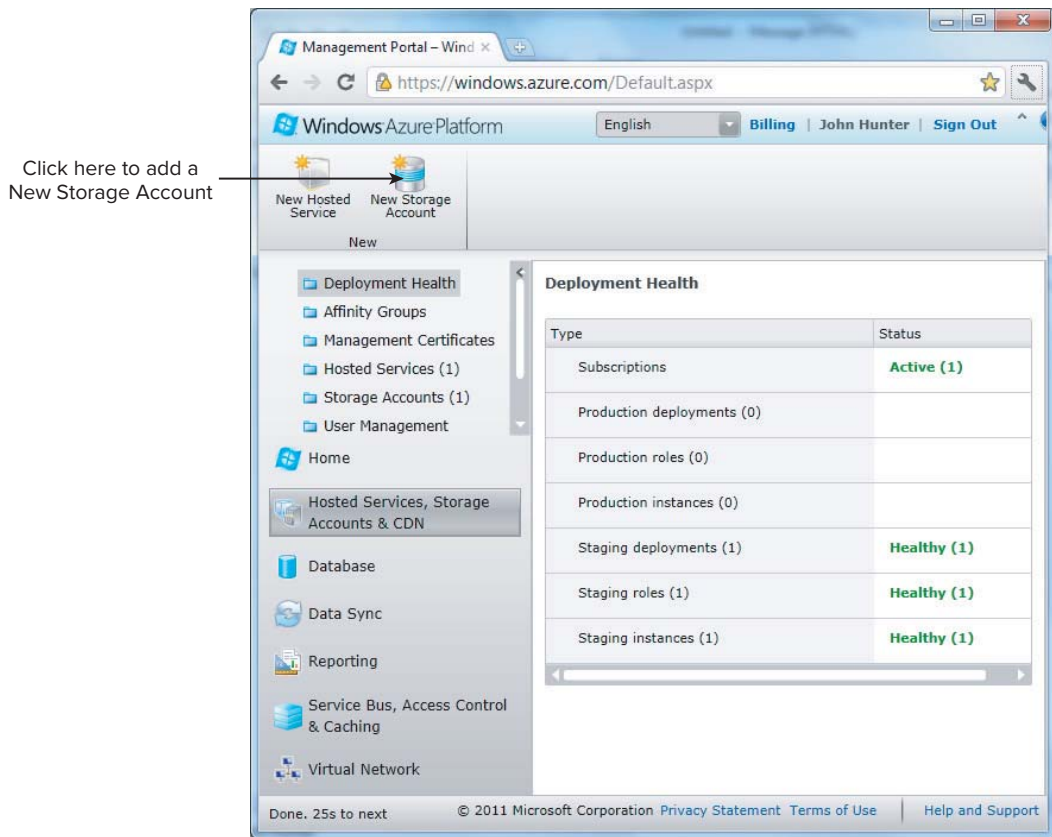 Management Portal – Wind
https://windows.azure.com/Default.aspx
Windows Azure Platform
English
Billing | John Hunter | Sign Out
Click here to add a
New Storage Account
New Hosted
Service
New Storage
Account
New
Deployment Health
Affinity Groups
Management Certificates
Hosted Services (1)
Storage Accounts (1)
User Management
Home
Hosted Services, Storage
Accounts & CDN
Database
Data Sync
Reporting
Service Bus, Access Control
& Caching
Virtual Network
Deployment Health
Type Status
Subscriptions Active (1)
Production deployments (0)
Production roles (0)
Production instances (0)
Staging deployments (1) Healthy (1)
Staging roles (1) Healthy (1)
Staging instances (1) Healthy (1)
Done. 25s to next © 2011 Microsoft Corporation Privacy Statement Terms of Use | Help and Support